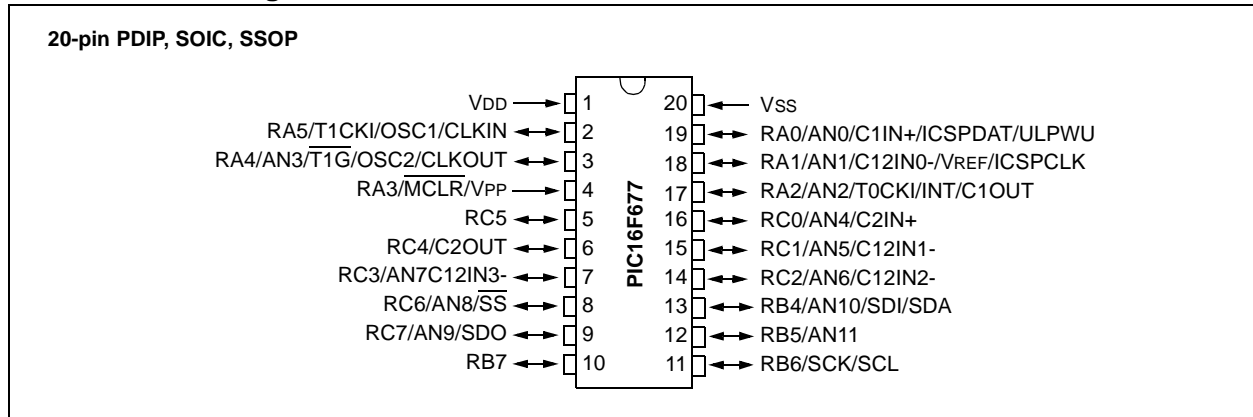 20-pin PDIP, SOIC, SSOP
VDD 1
RA5/T1CKI/OSC1/CLKIN 2
RA4/AN3/T1G/OSC2/CLKOUT 3
RA3/MCLR/VPP 4
RC5 5
RC4/C2OUT 6
RC3/AN7C12IN3- 7
RC6/AN8/SS 8
RC7/AN9/SDO 9
RB7 10
PIC16F677
20 VSS
19 RA0/AN0/C1IN+/ICSPDAT/ULPWU
18 RA1/AN1/C12IN0-/VREF/ICSPCLK
17 RA2/AN2/T0CKI/INT/C1OUT
16 RC0/AN4/C2IN+
15 RC1/AN5/C12IN1-
14 RC2/AN6/C12IN2-
13 RB4/AN10/SDI/SDA
12 RB5/AN11
11 RB6/SCK/SCL